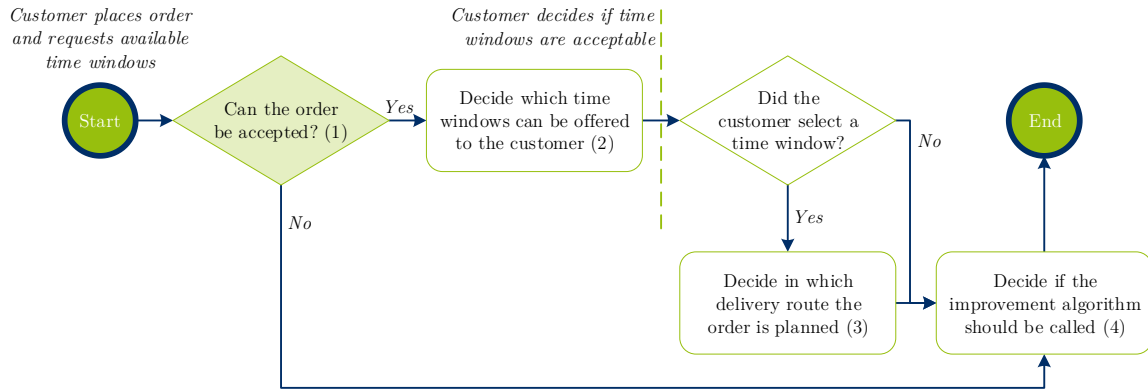 Customer places order
and requests available
time windows
Customer decides if time
windows are acceptable
Start
Can the order
be accepted? (1)
Yes
No
Decide which time
windows can be offered
to the customer (2)
Did the
customer select a
time window?
No
Yes
Decide in which
delivery route the
order is planned (3)
Decide if the
improvement algorithm
should be called (4)
End